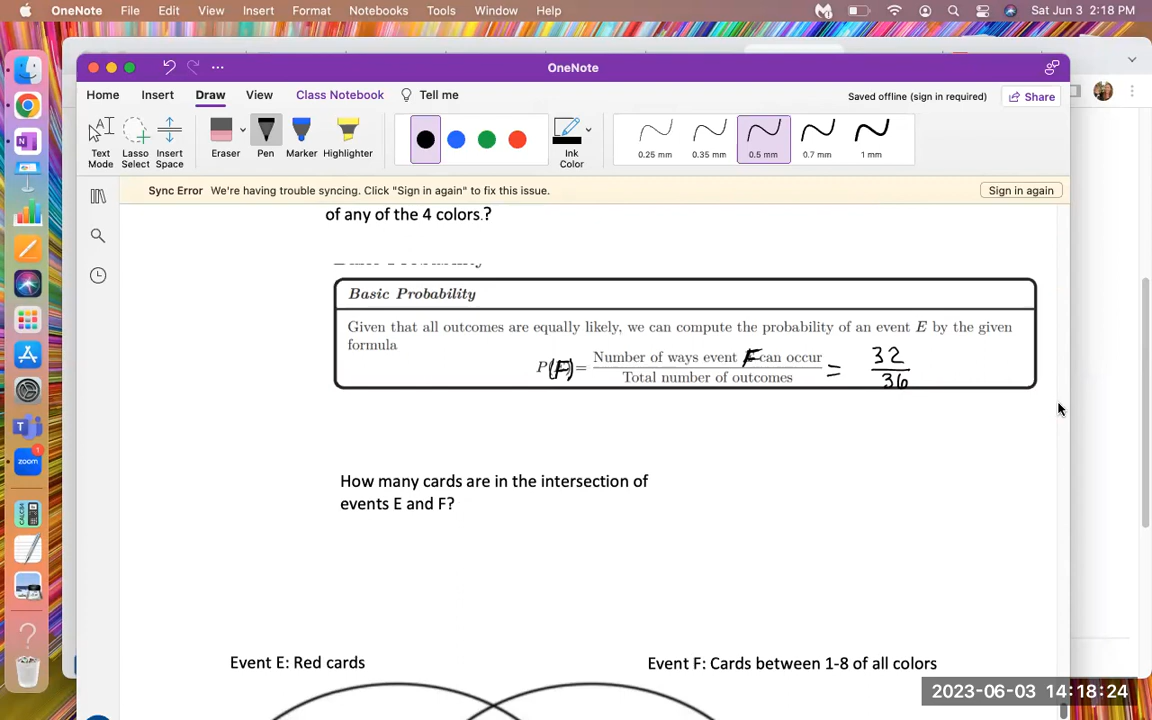 OneNote File Edit View Insert Format Notebooks Tools Window Help Sat Jun 3 2:18 PM
OneNote
Home Insert Draw View Class Notebook Tell me Saved offline (sign in required) Share
Text Mode Lasso Select Insert Space Eraser Pen Marker Highlighter Ink Color 0.25 mm 0.35 mm 0.5 mm 0.7 mm 1 mm
Sync Error We're having trouble syncing. Click "Sign in again" to fix this issue. Sign in again
of any of the 4 colors.?
Basic Probability
Given that all outcomes are equally likely, we can compute the probability of an event E by the given
formula
P(F) = Number of ways event F can occur / Total number of outcomes = 32/36
How many cards are in the intersection of
events E and F?
Event E: Red cards
Event F: Cards between 1-8 of all colors
zoom
1
2023-06-03 14:18:24